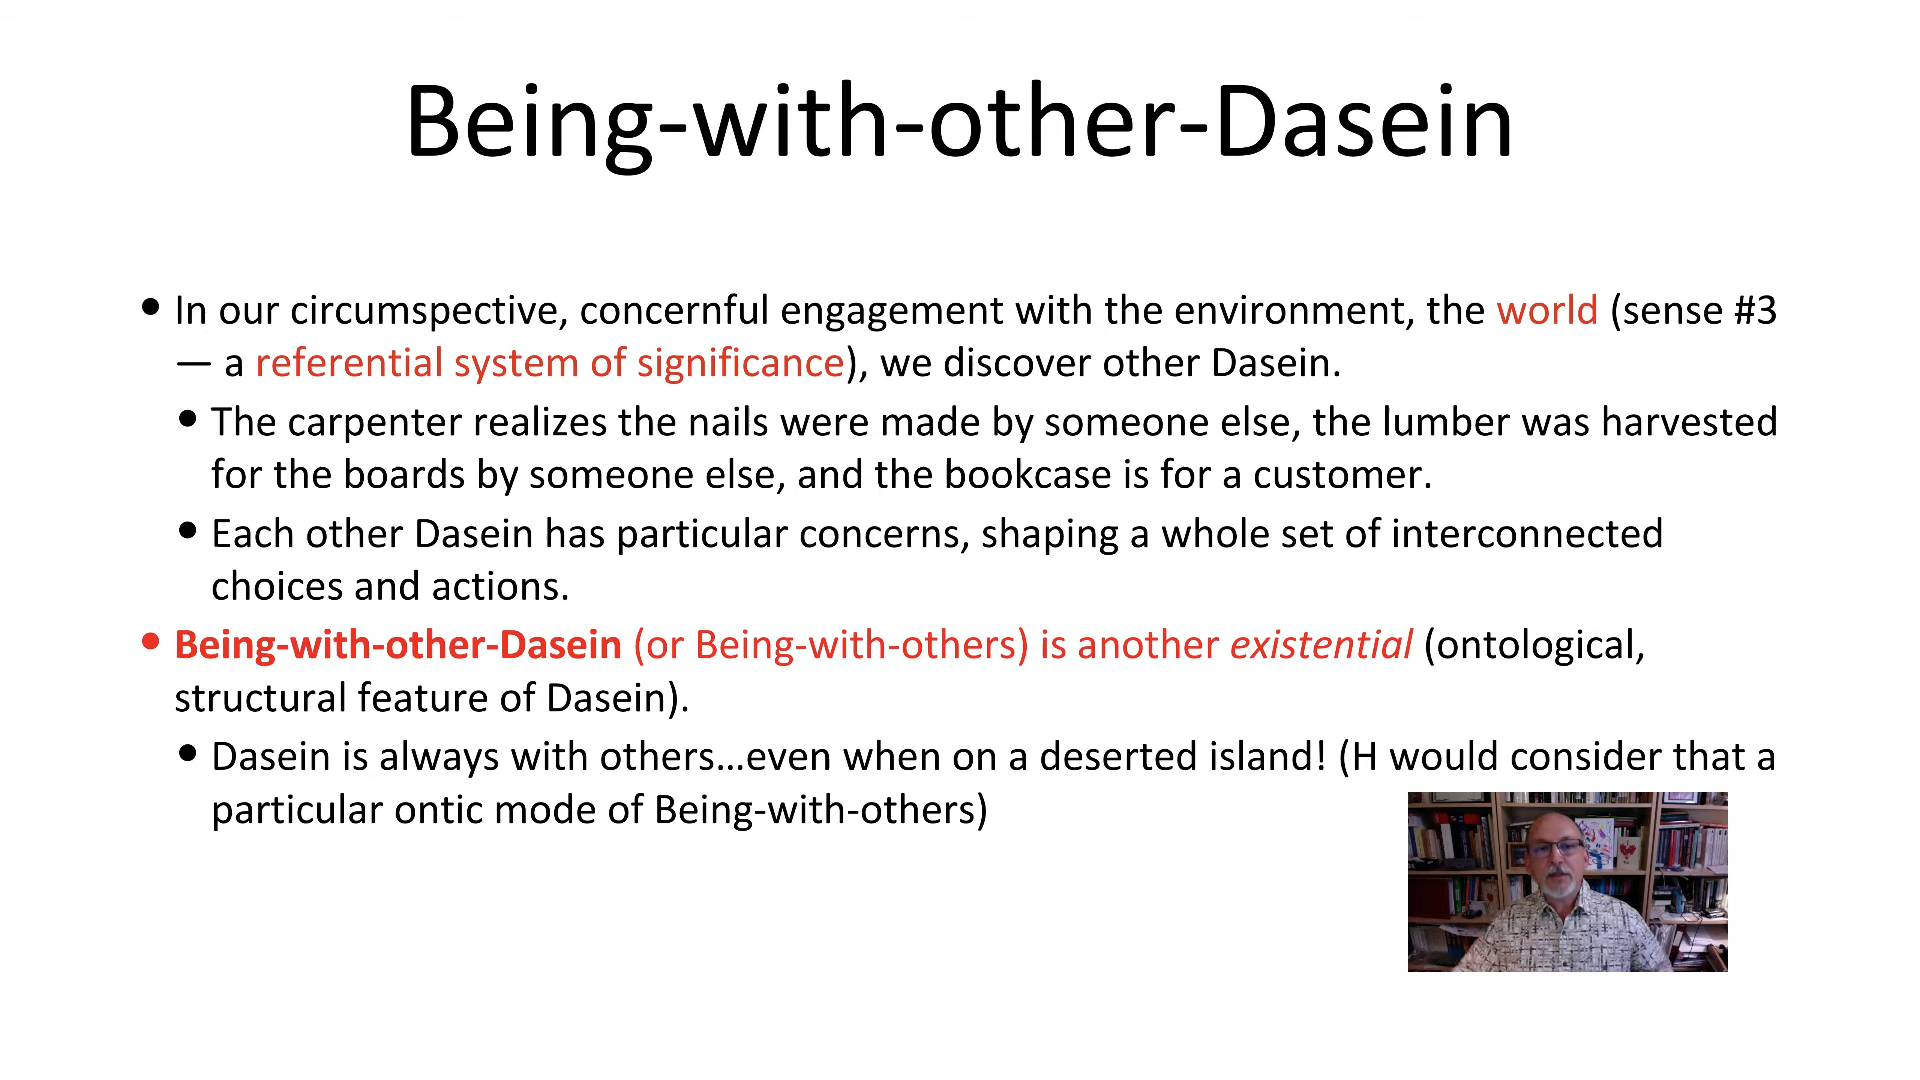 Being-with-other-Dasein
• In our circumspective, concernful engagement with the environment, the world (sense #3
— a referential system of significance), we discover other Dasein.
• The carpenter realizes the nails were made by someone else, the lumber was harvested
for the boards by someone else, and the bookcase is for a customer.
• Each other Dasein has particular concerns, shaping a whole set of interconnected
choices and actions.
• Being-with-other-Dasein (or Being-with-others) is another existential (ontological,
structural feature of Dasein).
• Dasein is always with others…even when on a deserted island! (H would consider that a
particular ontic mode of Being-with-others)